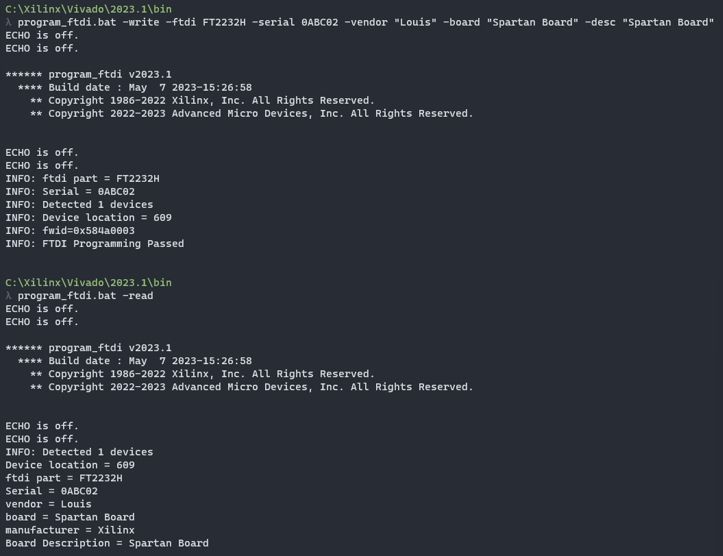 C:\Xilinx\Vivado\2023.1\bin
λ program_ftdi.bat -write -ftdi FT2232H -serial 0ABC02 -vendor "Louis" -board "Spartan Board" -desc "Spartan Board"
ECHO is off.
ECHO is off.
****** program_ftdi v2023.1
**** Build date : May  7 2023-15:26:58
** Copyright 1986-2022 Xilinx, Inc. All Rights Reserved.
** Copyright 2022-2023 Advanced Micro Devices, Inc. All Rights Reserved.
ECHO is off.
ECHO is off.
INFO: ftdi part = FT2232H
INFO: Serial = 0ABC02
INFO: Detected 1 devices
INFO: Device location = 609
INFO: fwid=0x584a0003
INFO: FTDI Programming Passed
C:\Xilinx\Vivado\2023.1\bin
λ program_ftdi.bat -read
ECHO is off.
ECHO is off.
****** program_ftdi v2023.1
**** Build date : May  7 2023-15:26:58
** Copyright 1986-2022 Xilinx, Inc. All Rights Reserved.
** Copyright 2022-2023 Advanced Micro Devices, Inc. All Rights Reserved.
ECHO is off.
ECHO is off.
INFO: Detected 1 devices
Device location = 609
ftdi part = FT2232H
Serial = 0ABC02
vendor = Louis
board = Spartan Board
manufacturer = Xilinx
Board Description = Spartan Board